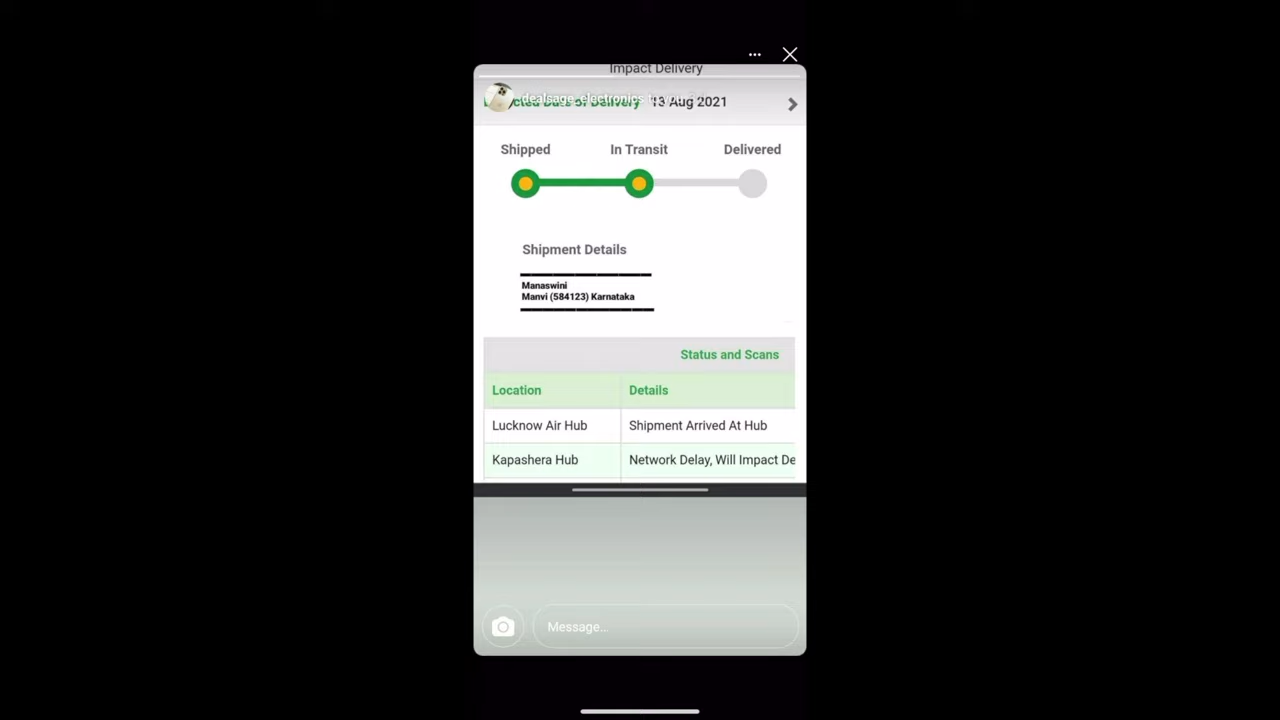 Impact Delivery
dealsage_electronics
Date of Delivery 13 Aug 2021
Shipped In Transit Delivered
Shipment Details
Manaswini
Manvi (584123) Karnataka
Status and Scans
Location Details
Lucknow Air Hub Shipment Arrived At Hub
Kapashera Hub Network Delay, Will Impact De
Message...